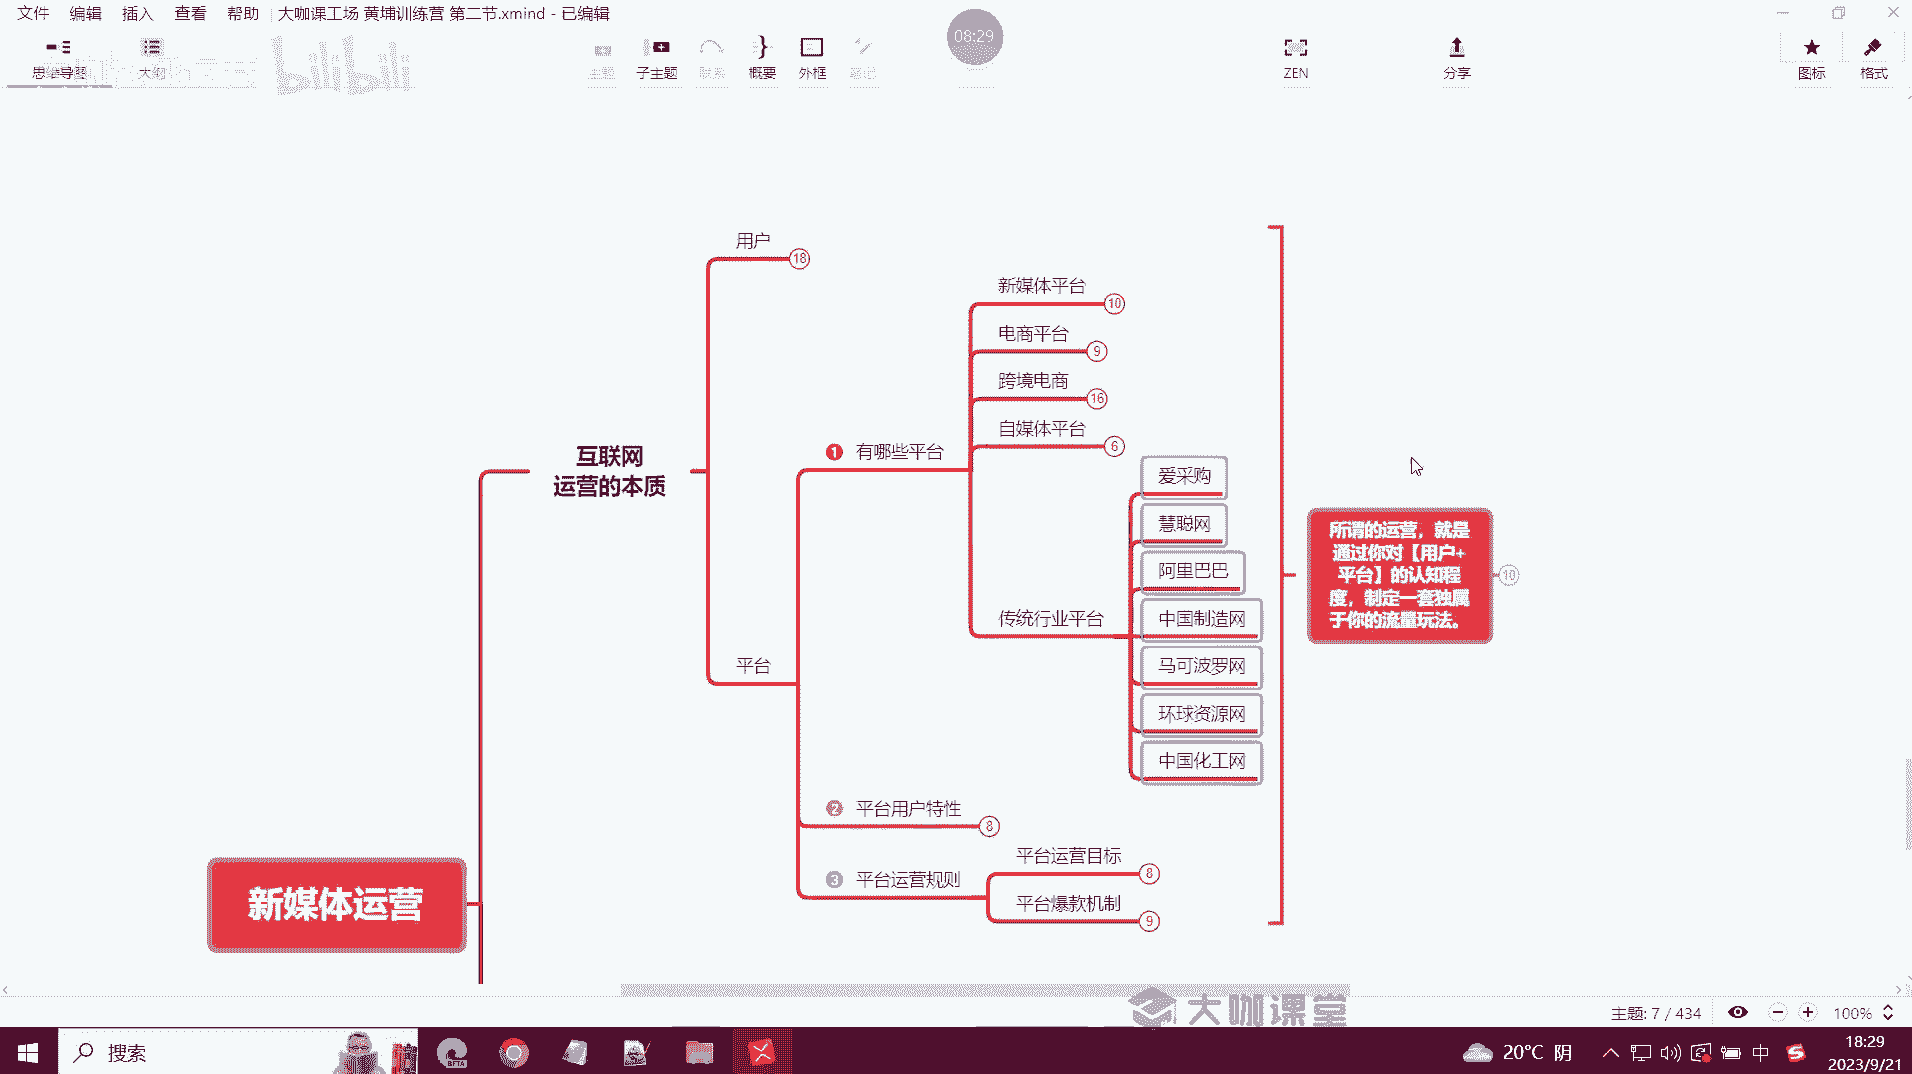 文件 编辑 插入 查看 帮助 大咖课工场 黄埔训练营 第二节.xmind - 已编辑
思维导图 大纲 bilibili 主题 子主题 联系 概要 外框 笔记 08:29 ZEN 分享 图标 格式
用户 18
新媒体平台 10
电商平台 9
跨境电商 16
自媒体平台 6
互联网
运营的本质
1 有哪些平台
爱采购
慧聪网
阿里巴巴
传统行业平台
中国制造网
马可波罗网
环球资源网
中国化工网
所谓的运营，就是
通过你对【用户+
平台】的认知程
度，制定一套独属
于你的流量玩法。
10
平台
2 平台用户特性 8
平台运营目标 8
3 平台运营规则
平台爆款机制 9
新媒体运营
大咖课堂
主题: 7 / 434 100%
搜索 BETA 20°C 阴 中 18:29
2023/9/21